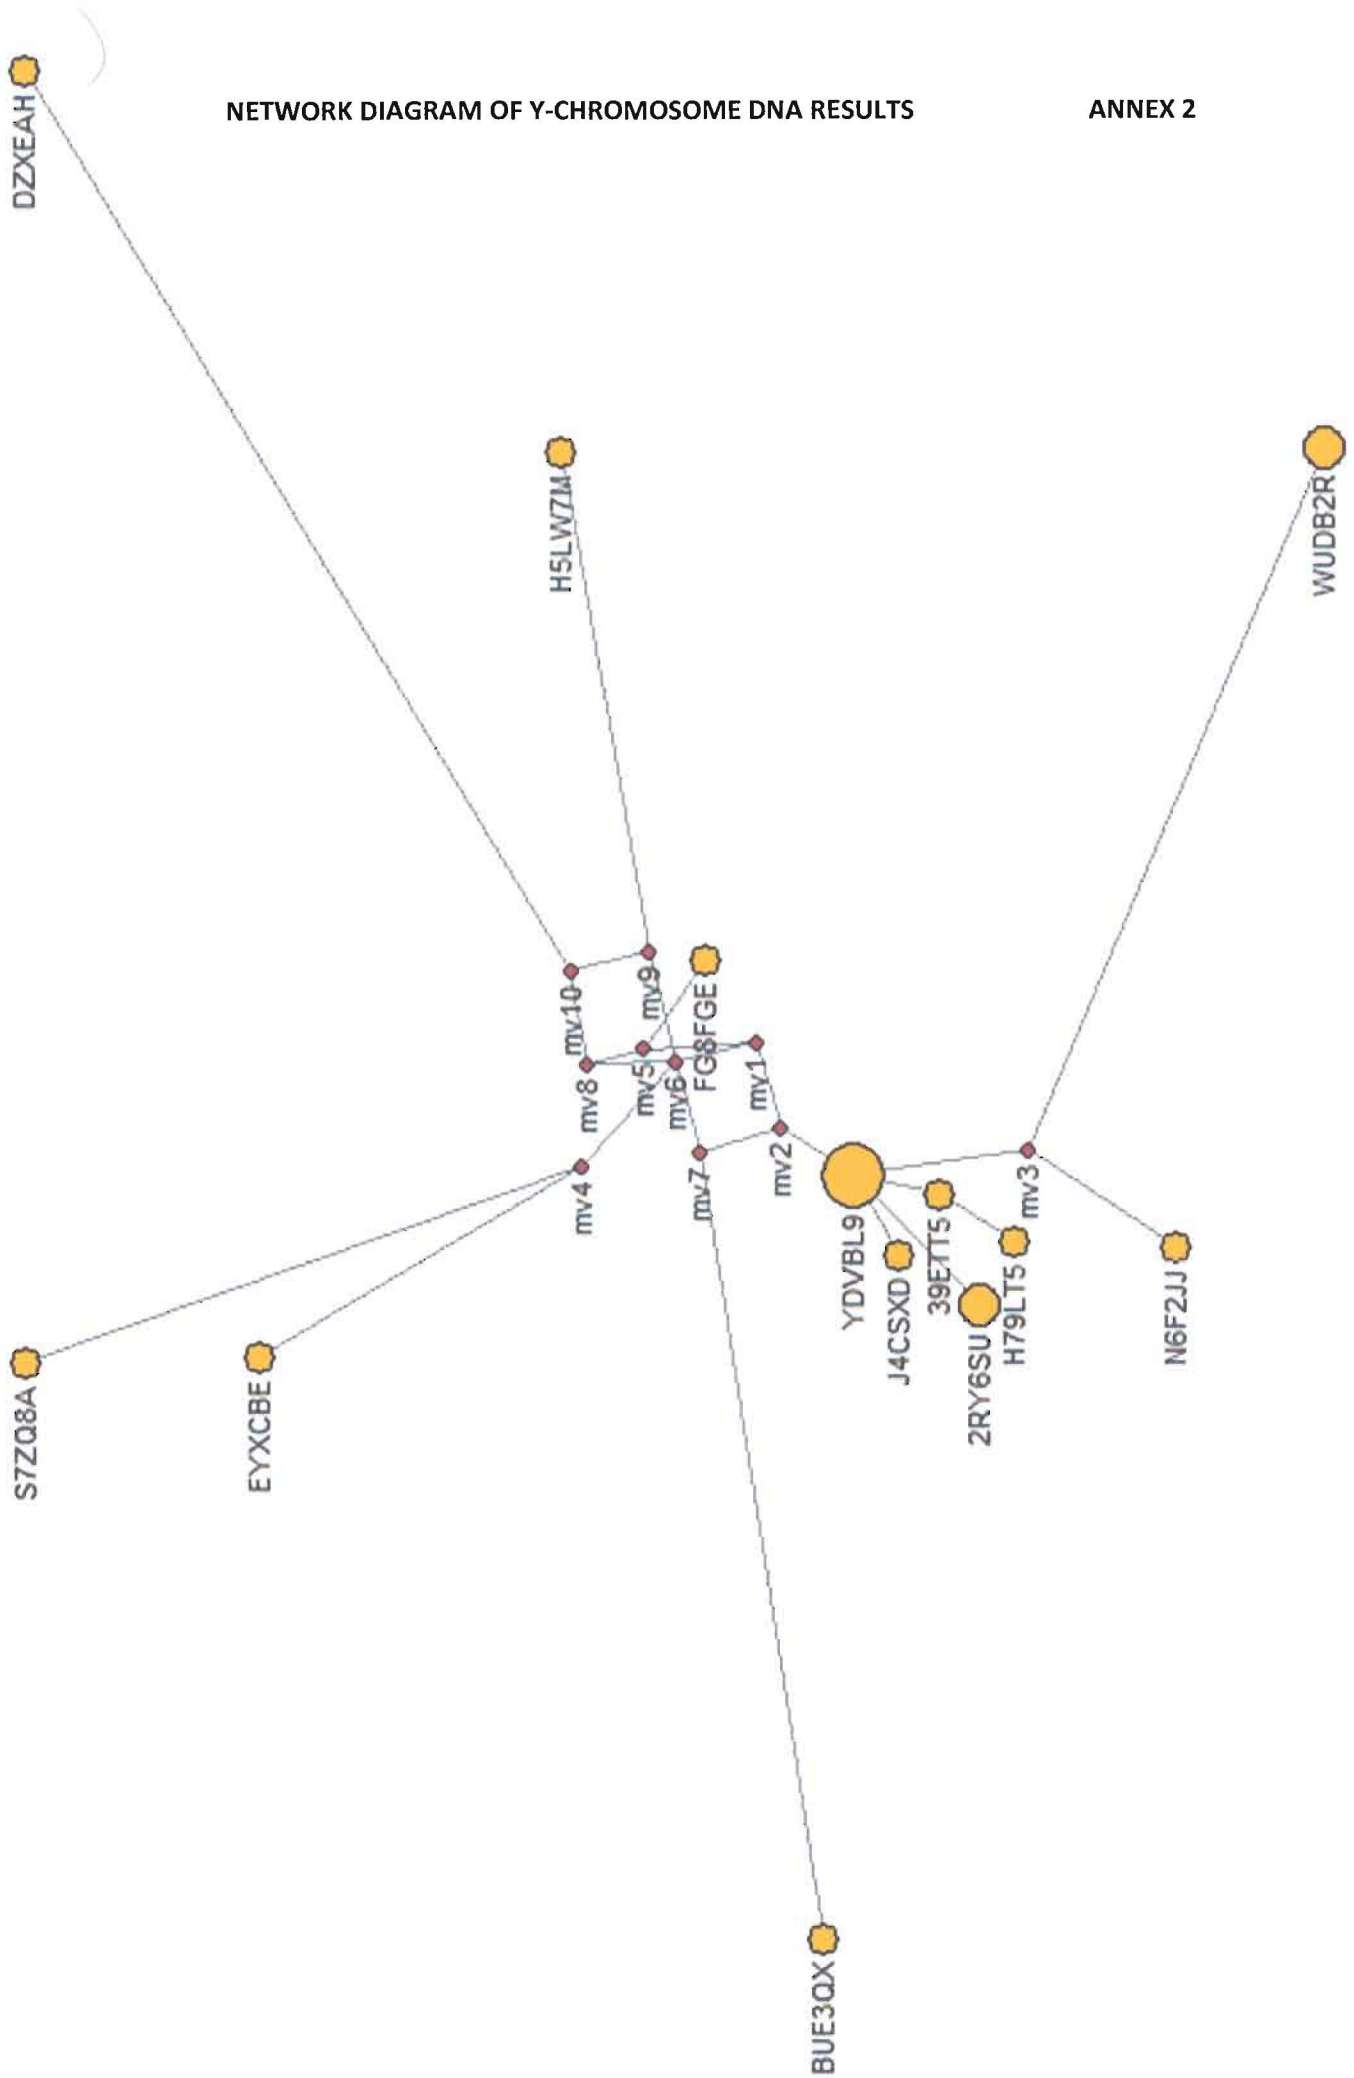 NETWORK DIAGRAM OF Y-CHROMOSOME DNA RESULTS
ANNEX 2
DZXEAH
H5LW7M
WUDB2R
mv10
mv9
FG8FGE
mv8
mv5
mv6
mv1
mv4
mv7
mv2
mv3
YDVBL9
J4CSXD
39ETT5
2RY6SU
H79LT5
N6F2JJ
S7ZQ8A
EYXCBE
BUE3QX